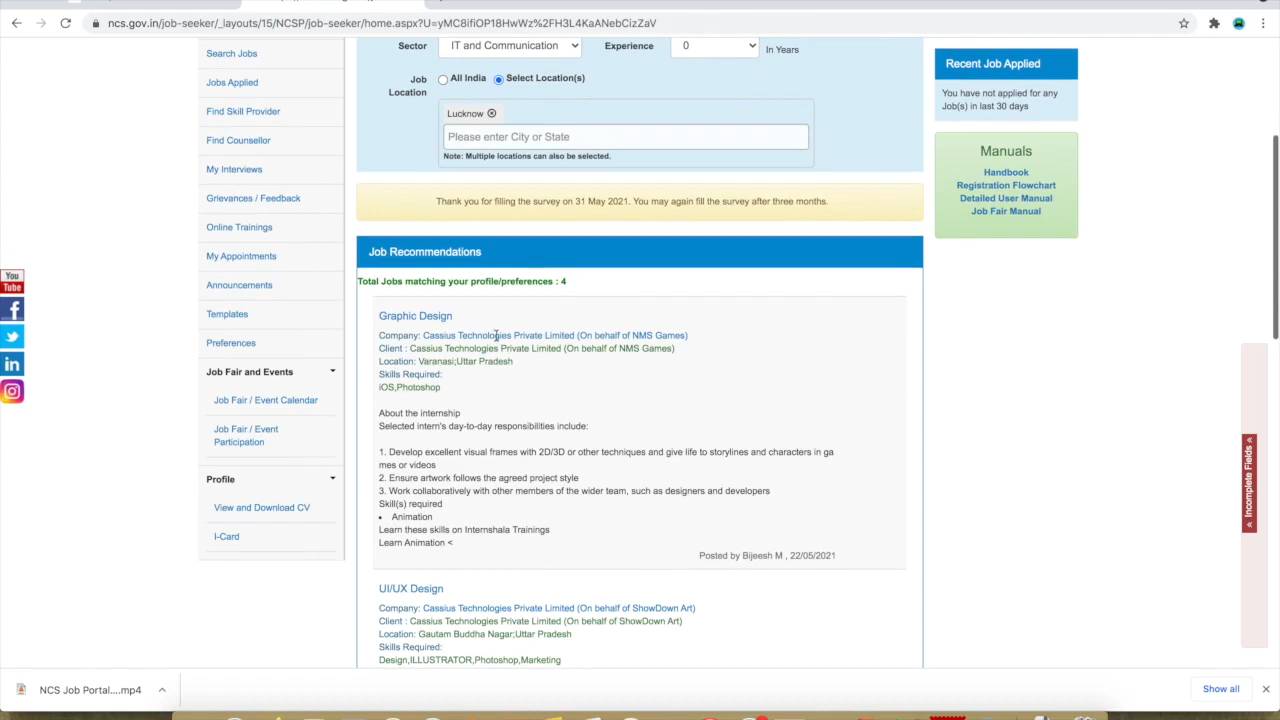 ncs.gov.in/job-seeker/_layouts/15/NCSP/job-seeker/home.aspx?U=yMC8ifiOP18HwWz%2FH3L4KaANebCizZaV
Search Jobs
Jobs Applied
Find Skill Provider
Find Counsellor
My Interviews
Grievances / Feedback
Online Trainings
My Appointments
Announcements
Templates
Preferences
Job Fair and Events
Job Fair / Event Calendar
Job Fair / Event
Participation
Profile
View and Download CV
I-Card
You
Tube
Sector
IT and Communication
Experience
0
In Years
Job
Location
All India
Select Location(s)
Lucknow
Please enter City or State
Note: Multiple locations can also be selected.
Thank you for filling the survey on 31 May 2021. You may again fill the survey after three months.
Job Recommendations
Total Jobs matching your profile/preferences : 4
Graphic Design
Company: Cassius Technologies Private Limited (On behalf of NMS Games)
Client : Cassius Technologies Private Limited (On behalf of NMS Games)
Location: Varanasi;Uttar Pradesh
Skills Required:
iOS,Photoshop
About the internship
Selected intern's day-to-day responsibilities include:
1. Develop excellent visual frames with 2D/3D or other techniques and give life to storylines and characters in ga
mes or videos
2. Ensure artwork follows the agreed project style
3. Work collaboratively with other members of the wider team, such as designers and developers
Skill(s) required
• Animation
Learn these skills on Internshala Trainings
Learn Animation <
Posted by Bijeesh M , 22/05/2021
UI/UX Design
Company: Cassius Technologies Private Limited (On behalf of ShowDown Art)
Client : Cassius Technologies Private Limited (On behalf of ShowDown Art)
Location: Gautam Buddha Nagar;Uttar Pradesh
Skills Required:
Design,ILLUSTRATOR,Photoshop,Marketing
Recent Job Applied
You have not applied for any
Job(s) in last 30 days
Manuals
Handbook
Registration Flowchart
Detailed User Manual
Job Fair Manual
« Incomplete Fields »
NCS Job Portal....mp4
Show all